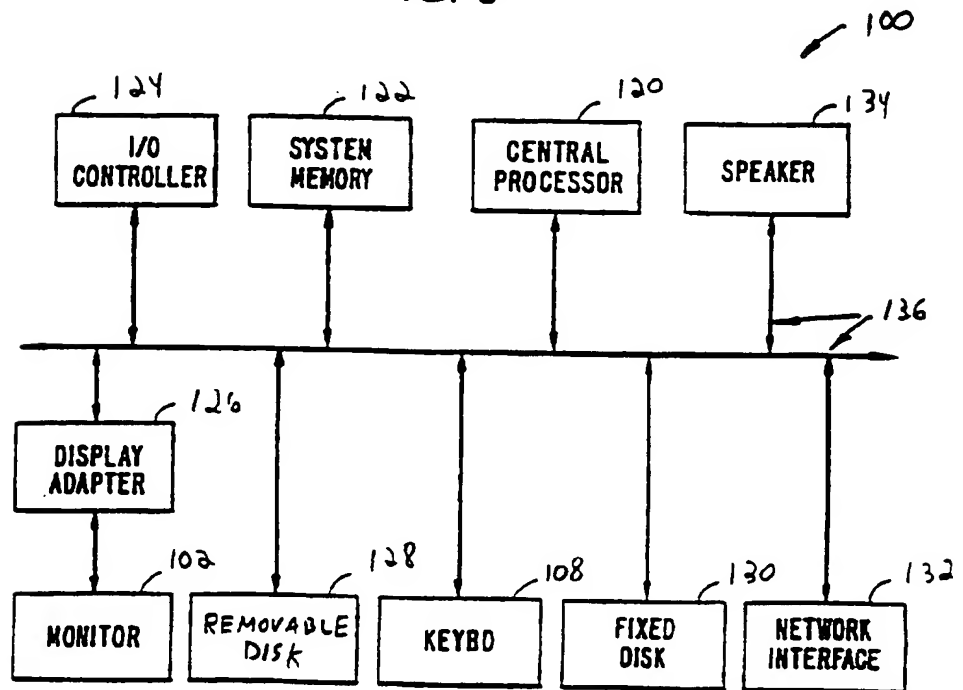 100
124
122
120
134
I/O
CONTROLLER
SYSTEM
MEMORY
CENTRAL
PROCESSOR
SPEAKER
136
126
DISPLAY
ADAPTER
102
128
108
130
132
MONITOR
REMOVABLE
DISK
KEYBD
FIXED
DISK
NETWORK
INTERFACE